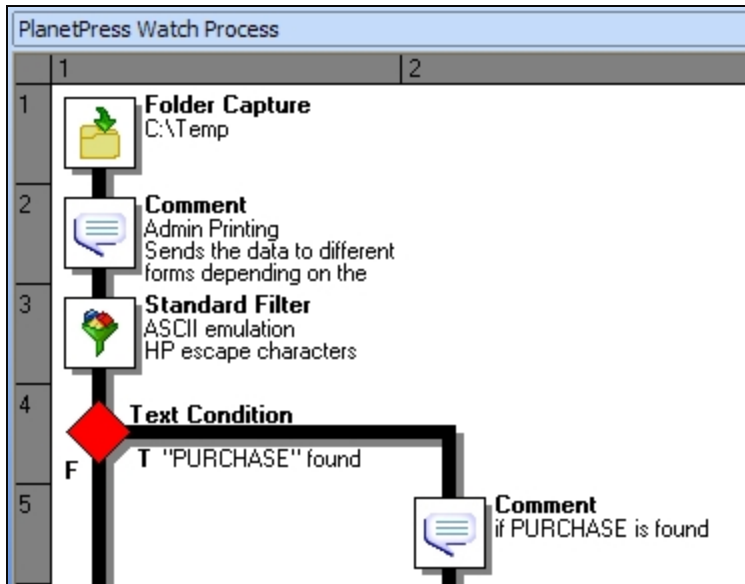 PlanetPress Watch Process
1 2
1
Folder Capture
C:\Temp
2
Comment
Admin Printing
Sends the data to different
forms depending on the
3
Standard Filter
ASCII emulation
HP escape characters
4
Text Condition
F
T "PURCHASE" found
5
Comment
if PURCHASE is found